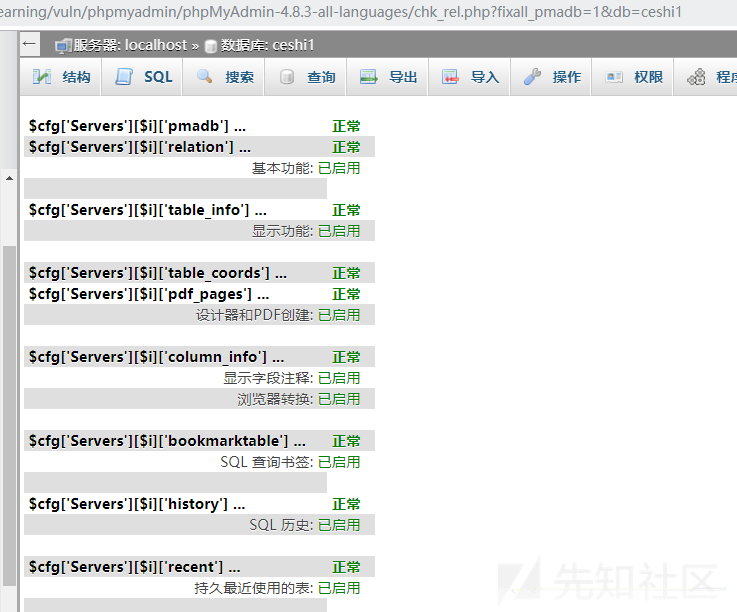 earning/vuln/phpmyadmin/phpMyAdmin-4.8.3-all-languages/chk_rel.php?fixall_pmadb=1&db=ceshi1
服务器: localhost » 数据库: ceshi1
结构 SQL 搜索 查询 导出 导入 操作 权限 程序
$cfg['Servers'][$i]['pmadb'] ... 正常
$cfg['Servers'][$i]['relation'] ... 正常
基本功能: 已启用
$cfg['Servers'][$i]['table_info'] ... 正常
显示功能: 已启用
$cfg['Servers'][$i]['table_coords'] ... 正常
$cfg['Servers'][$i]['pdf_pages'] ... 正常
设计器和PDF创建: 已启用
$cfg['Servers'][$i]['column_info'] ... 正常
显示字段注释: 已启用
浏览器转换: 已启用
$cfg['Servers'][$i]['bookmarktable'] ... 正常
SQL 查询书签: 已启用
$cfg['Servers'][$i]['history'] ... 正常
SQL 历史: 已启用
$cfg['Servers'][$i]['recent'] ... 正常
持久最近使用的表: 已启用
先知社区